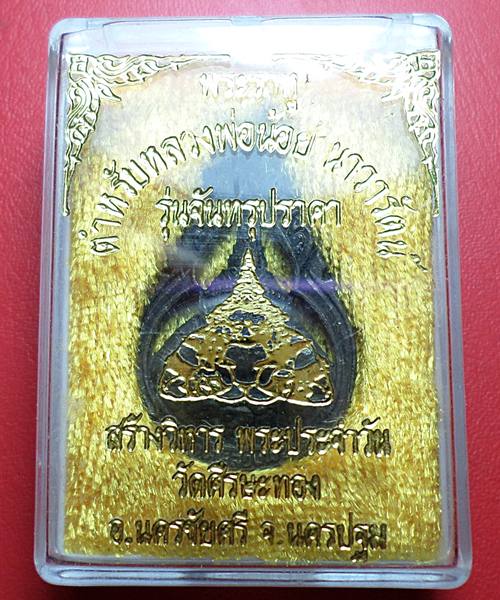 พระราหู
ตำหรับหลวงพ่อน้อย นาวารัตน์
รุ่นจันทรุปราคา
สร้างวิหาร พระประจำวัน
วัดศีรษะทอง
อ.นครชัยศรี จ.นครปฐม